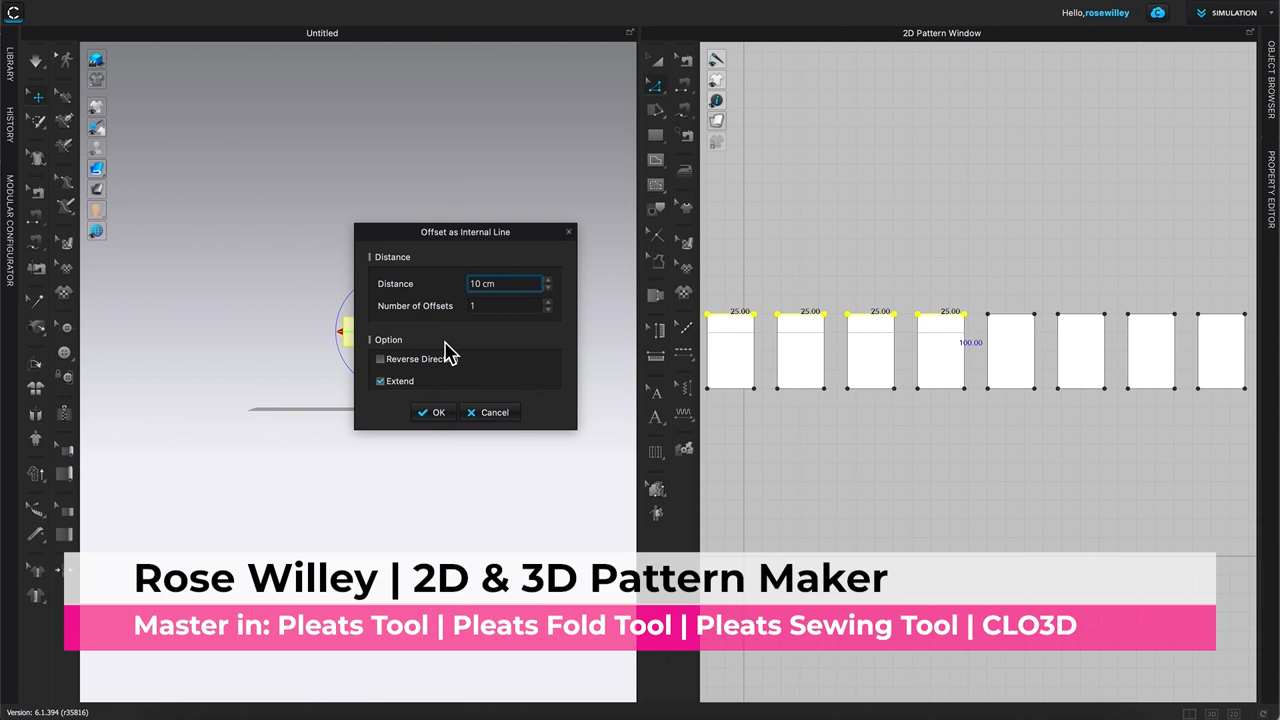 Hello,rosewilley
SIMULATION
Untitled
2D Pattern Window
LIBRARY
HISTORY
MODULAR CONFIGURATOR
OBJECT BROWSER
PROPERTY EDITOR
Offset as Internal Line
Distance
Distance 10 cm
Number of Offsets 1
Option
Reverse Direc
Extend
OK Cancel
25.00 25.00 25.00 25.00
100.00
Rose Willey | 2D & 3D Pattern Maker
Master in: Pleats Tool | Pleats Fold Tool | Pleats Sewing Tool | CLO3D
Version: 6.1.394 (r35816)
3D 2D